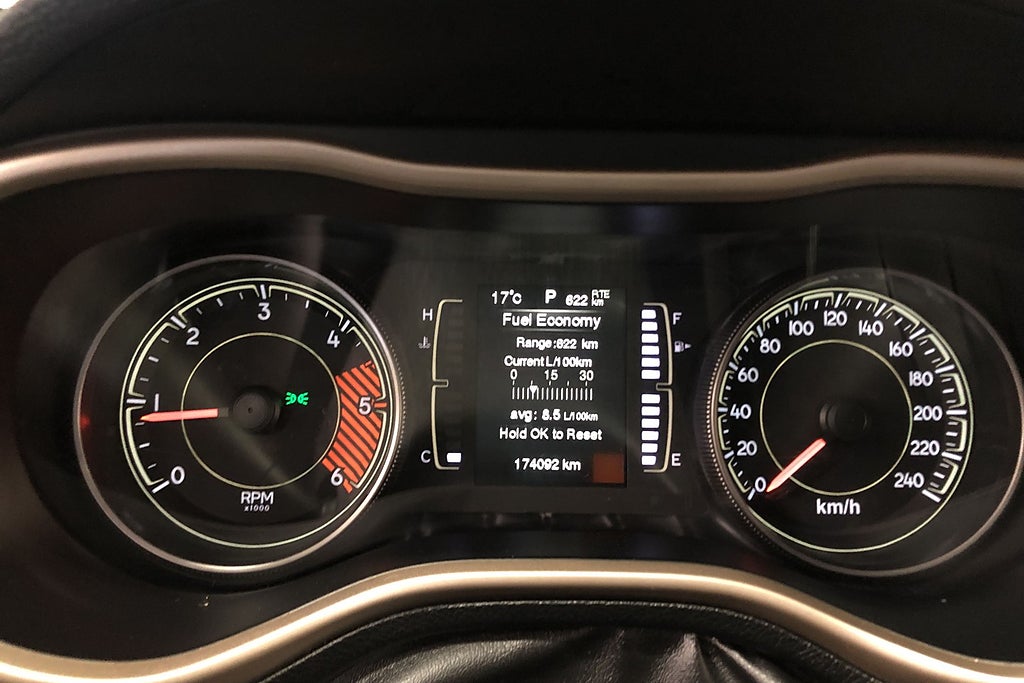 0
1
2
3
4
5
6
RPM
x1000
H
C
17°C P 622 RTE km
Fuel Economy
Range:622 km
Current L/100km
0 15 30
avg: 8.5 L/100km
Hold OK to Reset
174092 km
F
E
0
20
40
60
80
100
120
140
160
180
200
220
240
km/h